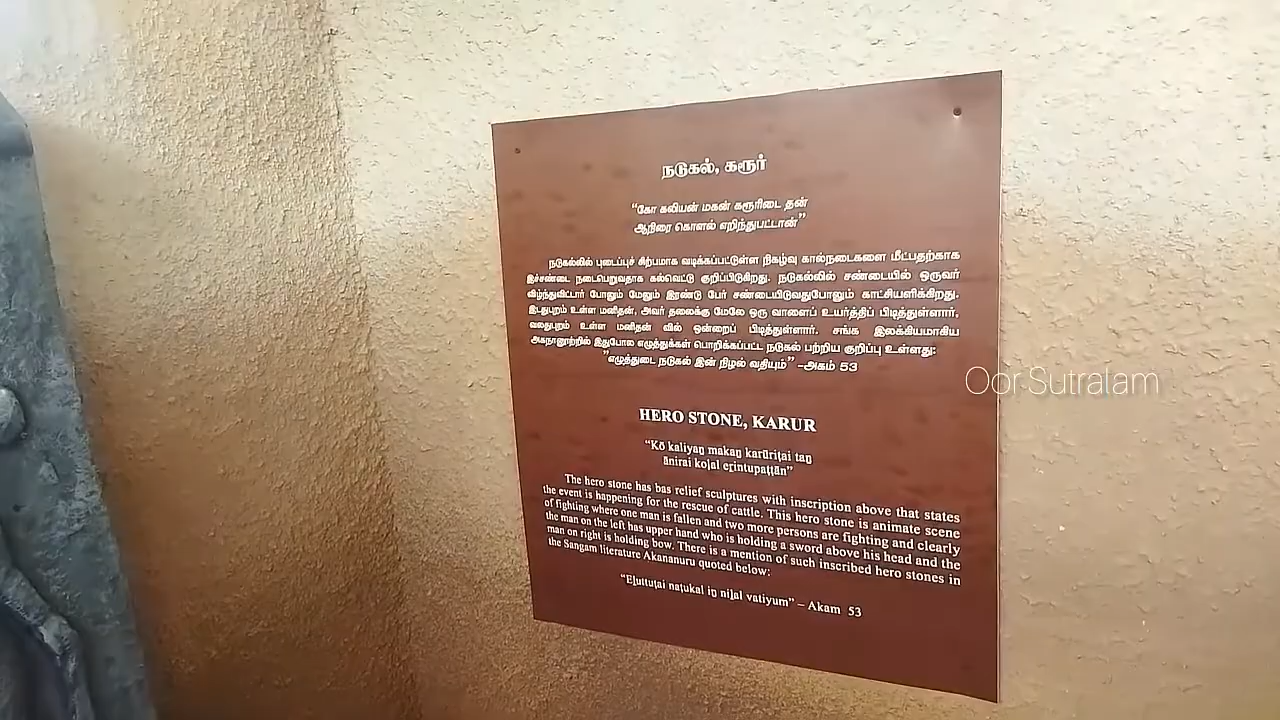 நடுகல், கரூர்
“கோ கலியன் மகன் கரூரிடை தன்
ஆநிரை கொளல் எறிந்துபட்டான்”
நடுகல்லில் புடைப்புச் சிற்பமாக வடிக்கப்பட்டுள்ள நிகழ்வு கால்நடைகளை மீட்பதற்காக
இச்சண்டை நடைபெறுவதாக கல்வெட்டு குறிப்பிடுகிறது. நடுகல்லில் சண்டையில் ஒருவர்
வீழ்ந்துவிட்டார் போலும் மேலும் இரண்டு பேர் சண்டையிடுவதுபோலும் காட்சியளிக்கிறது.
இடதுபுறம் உள்ள மனிதன், அவர் தலைக்கு மேலே ஒரு வாளைப் உயர்த்திப் பிடித்துள்ளார்,
வலதுபுறம் உள்ள மனிதன் வில் ஒன்றைப் பிடித்துள்ளார். சங்க இலக்கியமாகிய
அகநானூற்றில் இதுபோல எழுத்துக்கள் பொறிக்கப்பட்ட நடுகல் பற்றிய குறிப்பு உள்ளது:
”எழுத்துடை நடுகல் இன் நிழல் வதியும்” –அகம் 53
HERO STONE, KARUR
“Kō kaliyaṉ makaṉ karūriṭai taṉ
āṉirai koḷal eṟintupaṭṭāṉ”
The hero stone has bas relief sculptures with inscription above that states
the event is happening for the rescue of cattle. This hero stone is animate scene
of fighting where one man is fallen and two more persons are fighting and clearly
the man on the left has upper hand who is holding a sword above his head and the
man on right is holding bow. There is a mention of such inscribed hero stones in
the Sangam literature Akananuru quoted below:
“Eḻuttuṭai naṭukal iṉ niḻal vatiyum” – Akam 53
Oor Sutralam